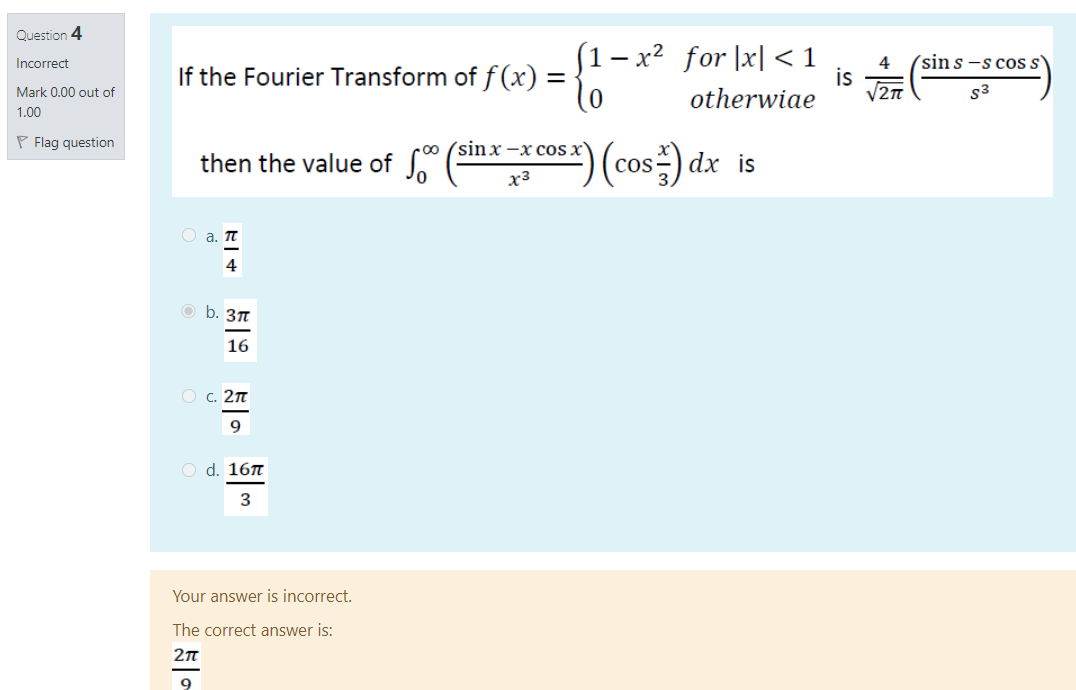 Question 4
Incorrect
Mark 0.00 out of
1.00
Flag question
If the Fourier Transform of f(x) = {1 − x² for |x| < 1
0 otherwiae
is 4/√2π (sin s −s cos s / s³)
then the value of ∫₀^∞ (sin x −x cos x / x³) (cos x/3) dx is
a. π/4
b. 3π/16
c. 2π/9
d. 16π/3
Your answer is incorrect.
The correct answer is:
2π/9